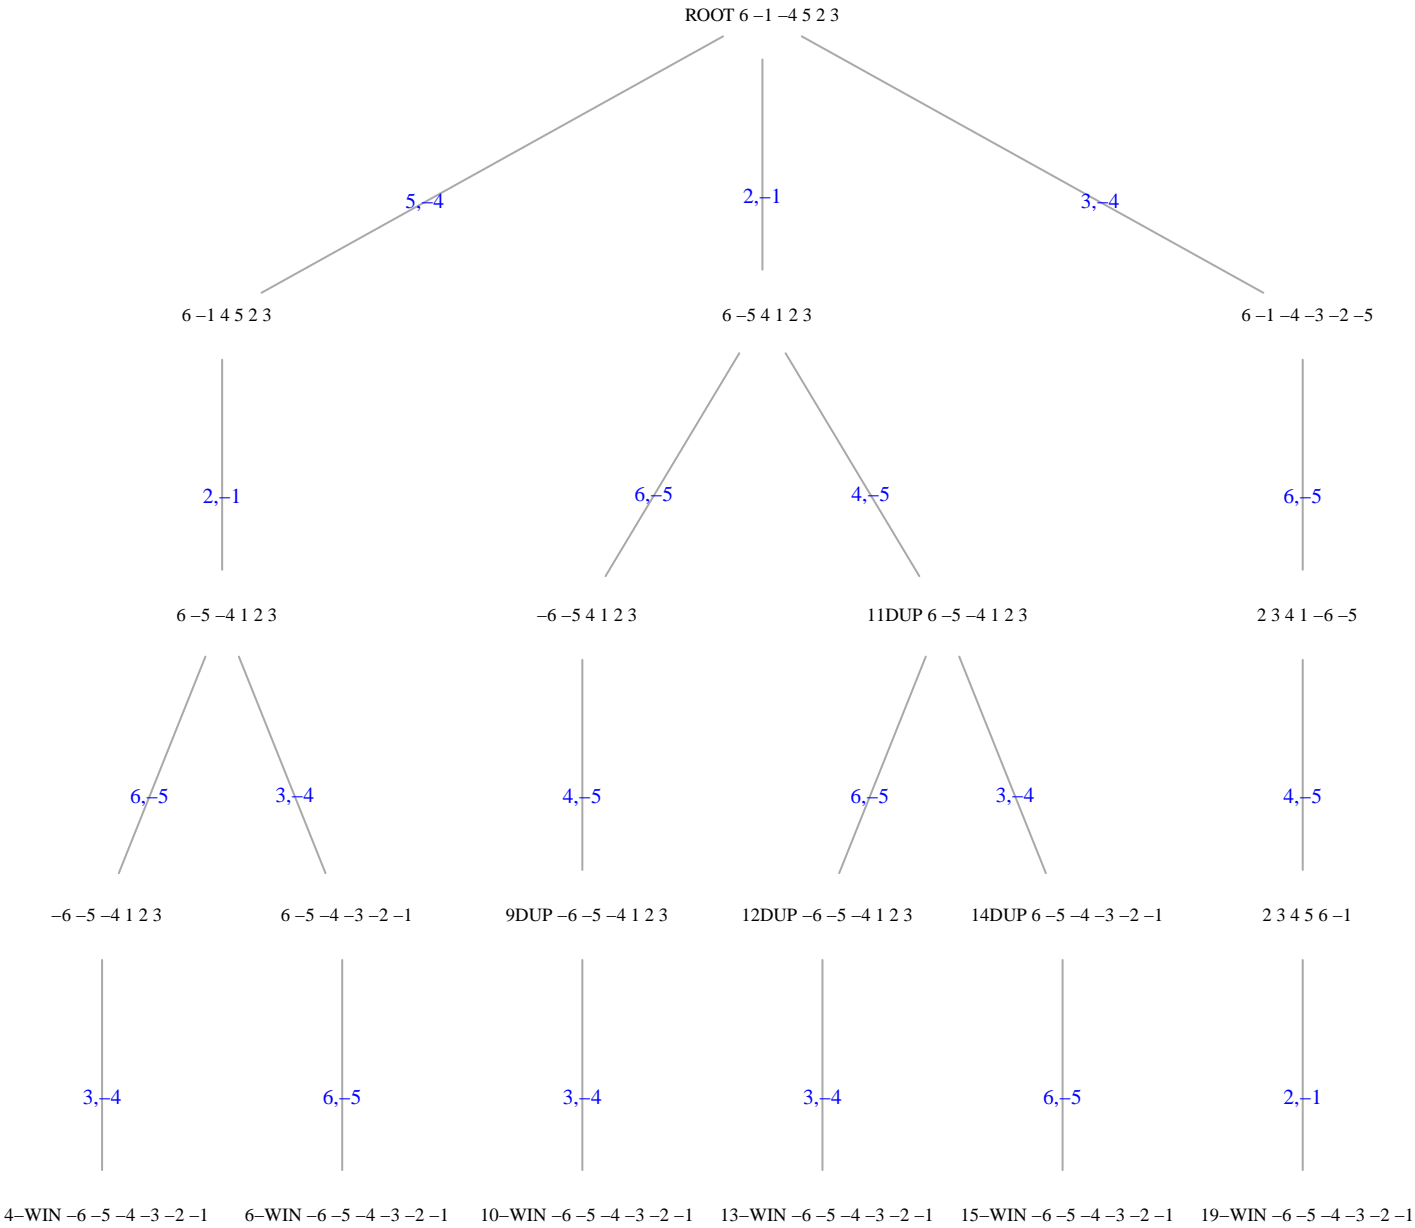 ROOT 6 –1 –4 5 2 3
5,–4
2,–1
3,–4
6 –1 4 5 2 3
6 –5 4 1 2 3
6 –1 –4 –3 –2 –5
2,–1
6,–5
4,–5
6,–5
6 –5 –4 1 2 3
–6 –5 4 1 2 3
11DUP 6 –5 –4 1 2 3
2 3 4 1 –6 –5
6,–5
3,–4
4,–5
6,–5
3,–4
4,–5
–6 –5 –4 1 2 3
6 –5 –4 –3 –2 –1
9DUP –6 –5 –4 1 2 3
12DUP –6 –5 –4 1 2 3
14DUP 6 –5 –4 –3 –2 –1
2 3 4 5 6 –1
3,–4
6,–5
3,–4
3,–4
6,–5
2,–1
4–WIN –6 –5 –4 –3 –2 –1
6–WIN –6 –5 –4 –3 –2 –1
10–WIN –6 –5 –4 –3 –2 –1
13–WIN –6 –5 –4 –3 –2 –1
15–WIN –6 –5 –4 –3 –2 –1
19–WIN –6 –5 –4 –3 –2 –1